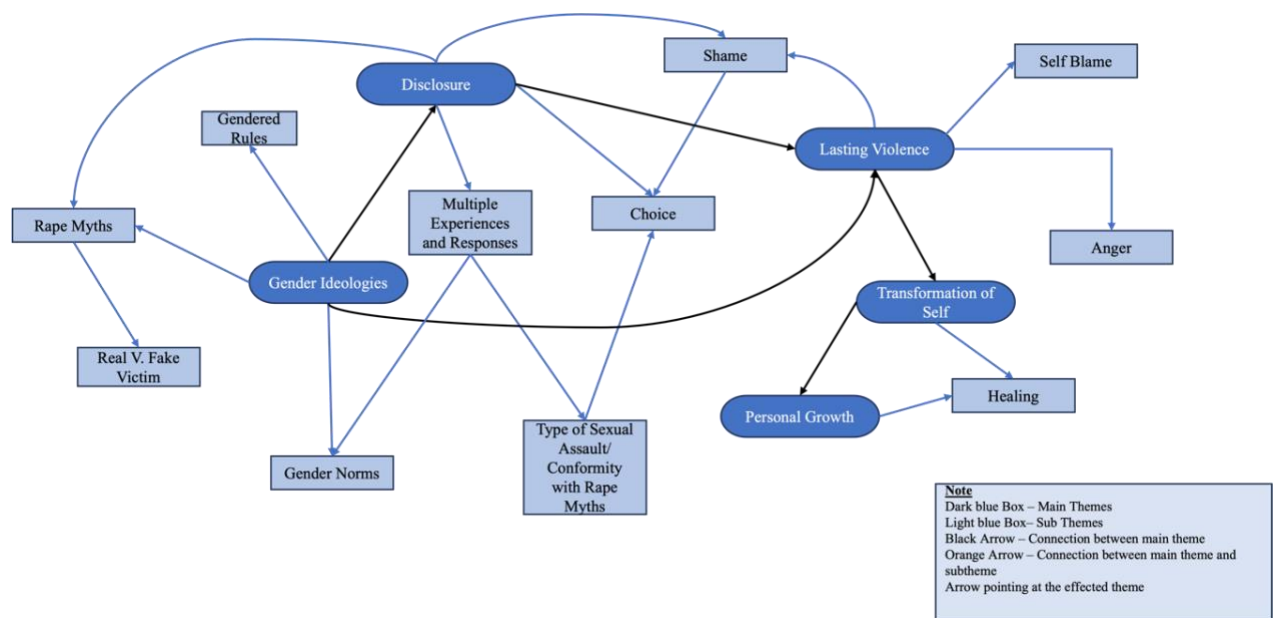 Shame
Self Blame
Disclosure
Gendered
Rules
Lasting Violence
Multiple
Experiences
and Responses
Choice
Rape Myths
Anger
Gender Ideologies
Transformation of
Self
Real V. Fake
Victim
Healing
Personal Growth
Type of Sexual
Assault/
Conformity
with Rape
Myths
Gender Norms
Note
Dark blue Box – Main Themes
Light blue Box– Sub Themes
Black Arrow – Connection between main theme
Orange Arrow – Connection between main theme and
subtheme
Arrow pointing at the effected theme